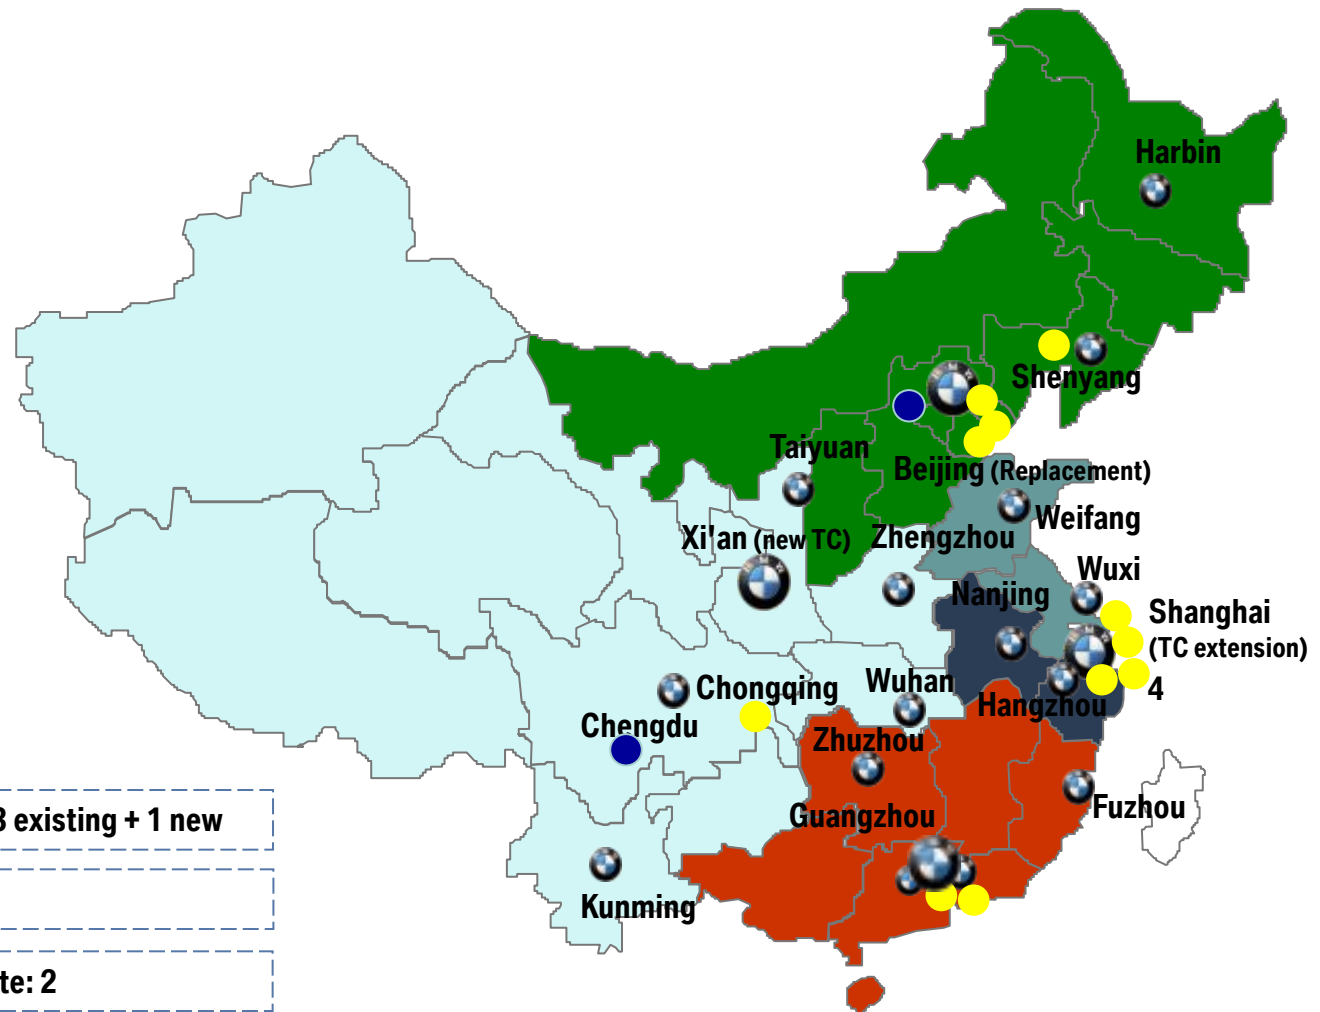 Harbin
Shenyang
Taiyuan
Beijing (Replacement)
Weifang
Xi'an (new TC)
Zhengzhou
Wuxi
Nanjing
Shanghai
(TC extension)
4
Chongqing
Wuhan
Hangzhou
Chengdu
Zhuzhou
Fuzhou
Guangzhou
Kunming
existing + 1 new
te: 2